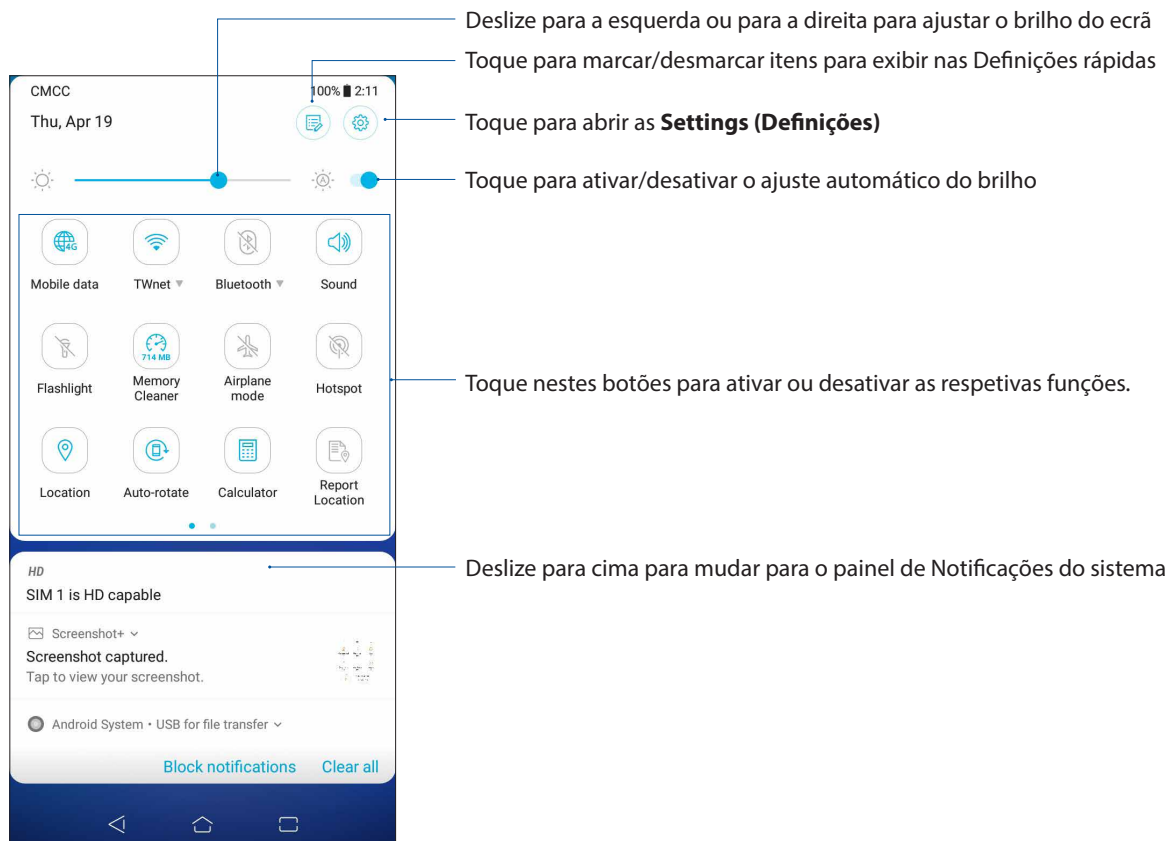 Deslize para a esquerda ou para a direita para ajustar o brilho do ecrã
Toque para marcar/desmarcar itens para exibir nas Definições rápidas
CMCC 100% 2:11
Thu, Apr 19
Toque para abrir as Settings (Definições)
A
Toque para ativar/desativar o ajuste automático do brilho
4G
Mobile data TWnet Bluetooth Sound
714 MB
Toque nestes botões para ativar ou desativar as respetivas funções.
Flashlight Memory Cleaner Airplane mode Hotspot
Location Auto-rotate Calculator Report Location
Deslize para cima para mudar para o painel de Notificações do sistema
HD
SIM 1 is HD capable
Screenshot+
Screenshot captured.
Tap to view your screenshot.
Android System • USB for file transfer
Block notifications Clear all